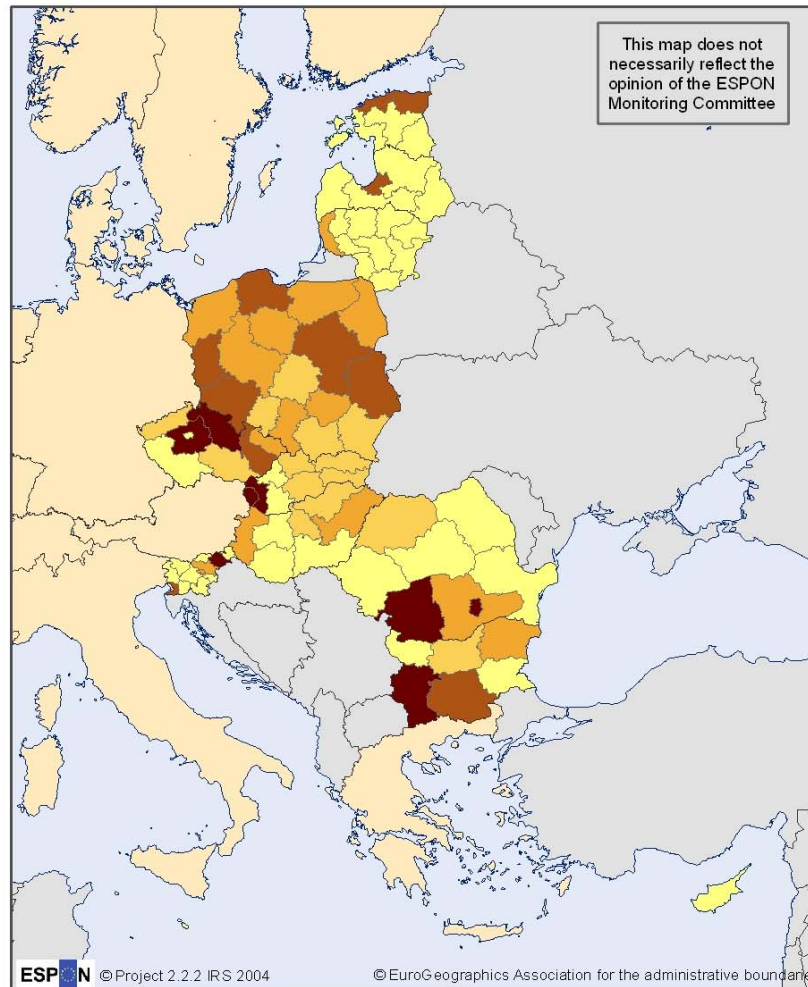 This map does not
necessarily reflect the
opinion of the ESPON
Monitoring Committee
ESPON © Project 2.2.2 IRS 2004
© EuroGeographics Association for the administrative boundarie